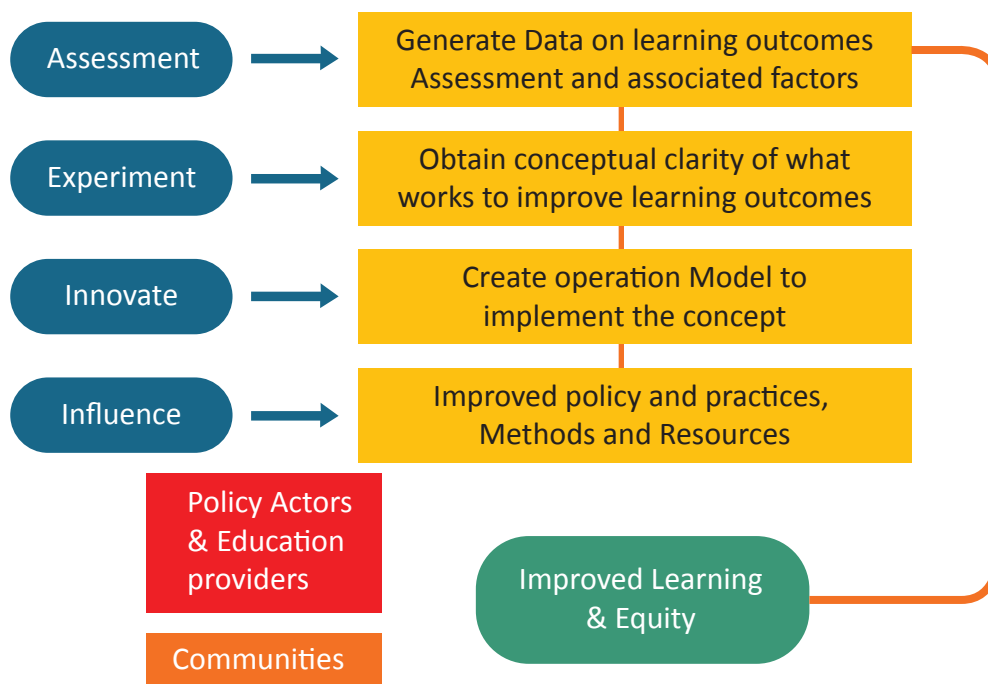 Assessment
Generate Data on learning outcomes
Assessment and associated factors
Experiment
Obtain conceptual clarity of what
works to improve learning outcomes
Innovate
Create operation Model to
implement the concept
Influence
Improved policy and practices,
Methods and Resources
Policy Actors
& Education
providers
Improved Learning
& Equity
Communities